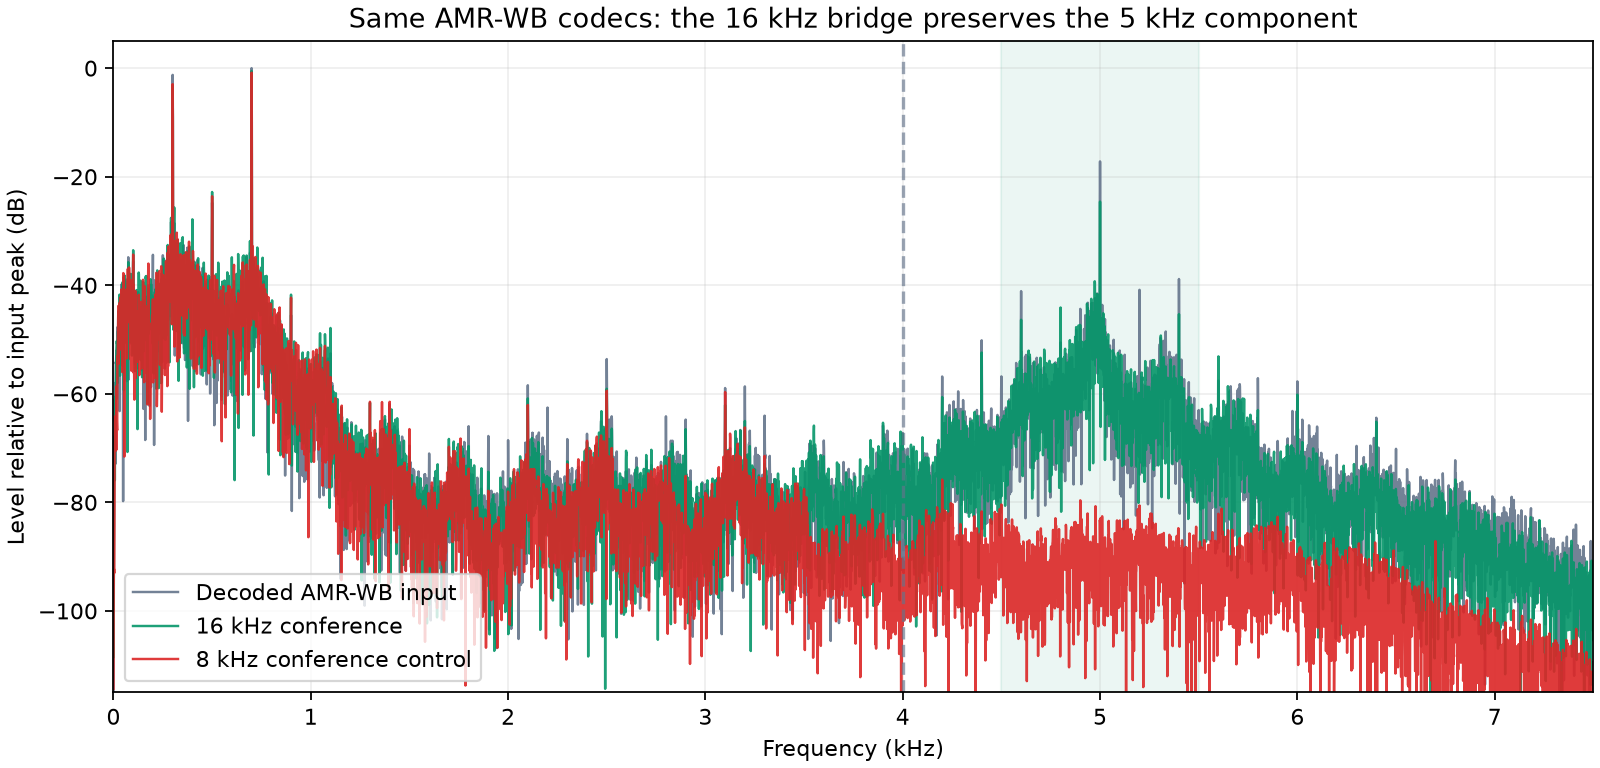 Same AMR-WB codecs: the 16 kHz bridge preserves the 5 kHz component
Level relative to input peak (dB)
0
−20
−40
−60
−80
−100
Decoded AMR-WB input
16 kHz conference
8 kHz conference control
0 1 2 3 4 5 6 7
Frequency (kHz)